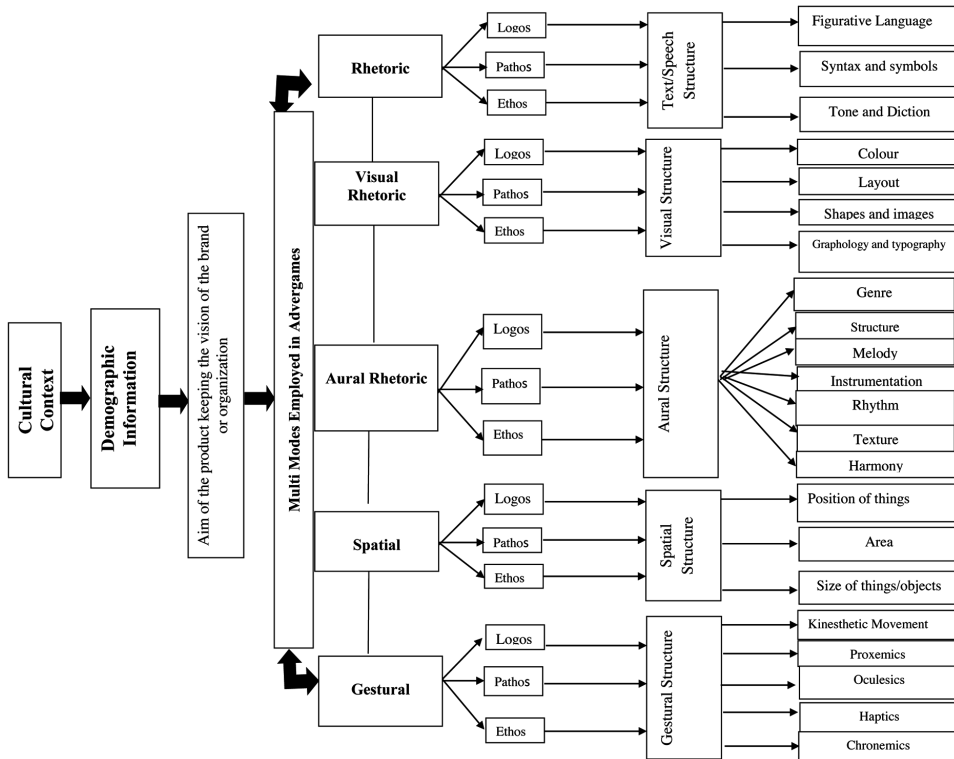 Cultural
Context
Demographic
Information
Aim of the product keeping the vision of the brand
or organization
Multi Modes Employed in Advergames
Rhetoric
Logos
Pathos
Ethos
Text/Speech
Structure
Figurative Language
Syntax and symbols
Tone and Diction
Visual
Rhetoric
Logos
Pathos
Ethos
Visual Structure
Colour
Layout
Shapes and images
Graphology and typography
Aural Rhetoric
Logos
Pathos
Ethos
Aural Structure
Genre
Structure
Melody
Instrumentation
Rhythm
Texture
Harmony
Spatial
Logos
Pathos
Ethos
Spatial
Structure
Position of things
Area
Size of things/objects
Gestural
Logos
Pathos
Ethos
Gestural Structure
Kinesthetic Movement
Proxemics
Oculesics
Haptics
Chronemics